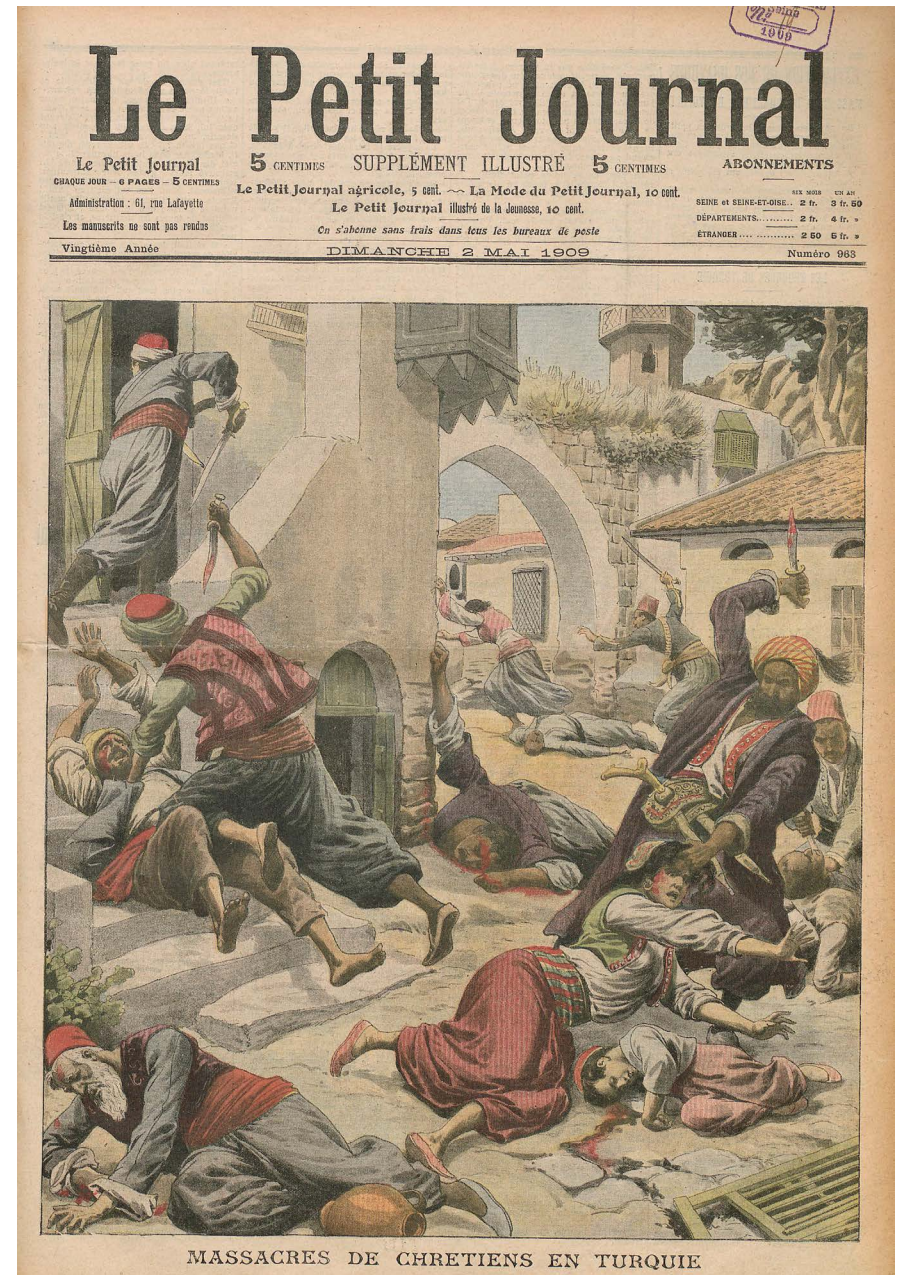 Nº
1909
Le Petit Journal
Le Petit Journal
CHAQUE JOUR — 6 PAGES — 5 CENTIMES
Administration : 61, rue Lafayette
Les manuscrits ne sont pas rendus
5 CENTIMES SUPPLÉMENT ILLUSTRÉ 5 CENTIMES
Le Petit Journal agricole, 5 cent. ~~ La Mode du Petit Journal, 10 cent.
Le Petit Journal illustré de la Jeunesse, 10 cent.
On s'abonne sans frais dans tous les bureaux de poste
ABONNEMENTS
SIX MOIS UN AN
SEINE et SEINE-ET-OISE.. 2 fr. 3 fr. 50
DÉPARTEMENTS........... 2 fr. 4 fr. »
ÉTRANGER .... ........... 2 50 5 fr. »
Vingtième Année
DIMANCHE 2 MAI 1909
Numéro 963
MASSACRES DE CHRETIENS EN TURQUIE